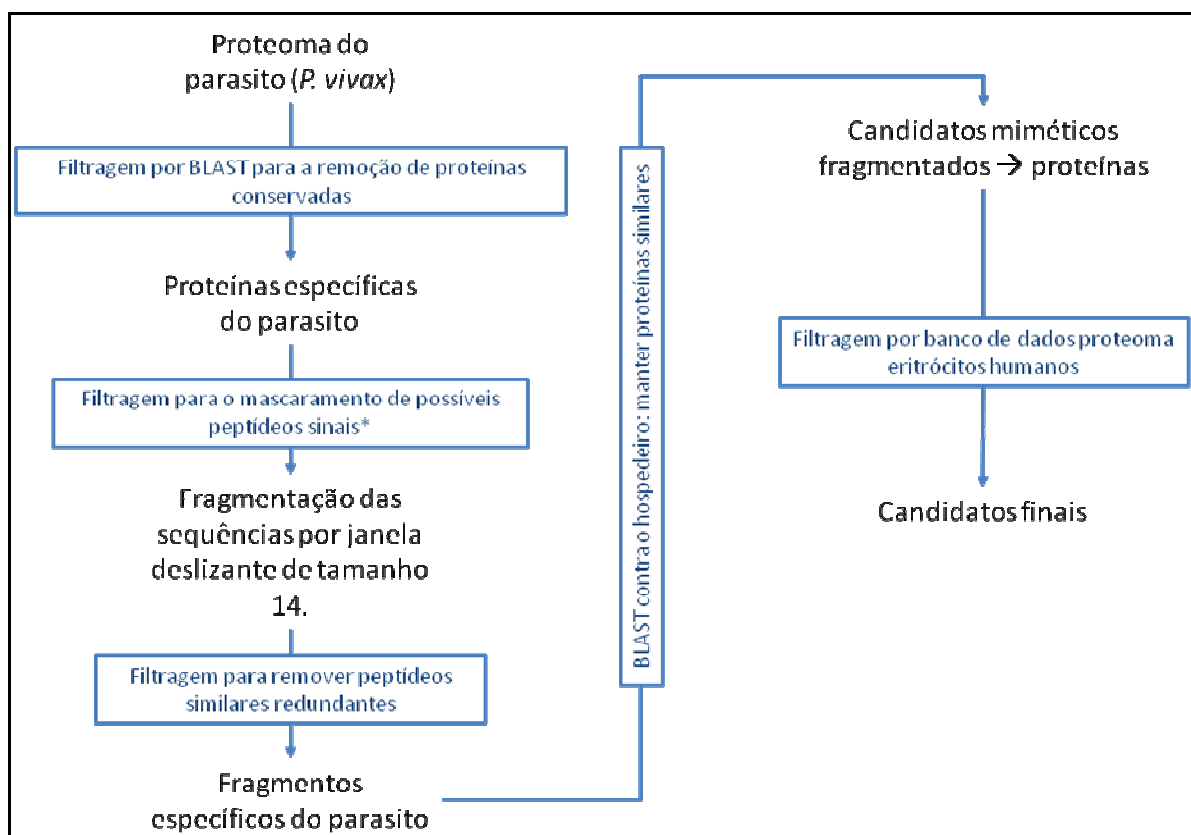 Proteoma do
parasito (P. vivax)
Filtragem por BLAST para a remoção de proteínas
conservadas
Proteínas específicas
do parasito
Filtragem para o mascaramento de possíveis
peptídeos sinais*
Fragmentação das
sequências por janela
deslizante de tamanho
14.
Filtragem para remover peptídeos
similares redundantes
Fragmentos
específicos do parasito
BLAST contra o hospedeiro: manter proteínas similares
Candidatos miméticos
fragmentados → proteínas
Filtragem por banco de dados proteoma
eritrócitos humanos
Candidatos finais